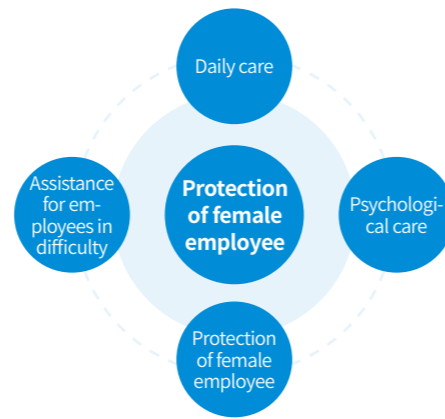 Daily care
Assistance
for em-
ployees in
difficulty
Protection
of female
employee
Psychologi-
cal care
Protection
of female
employee